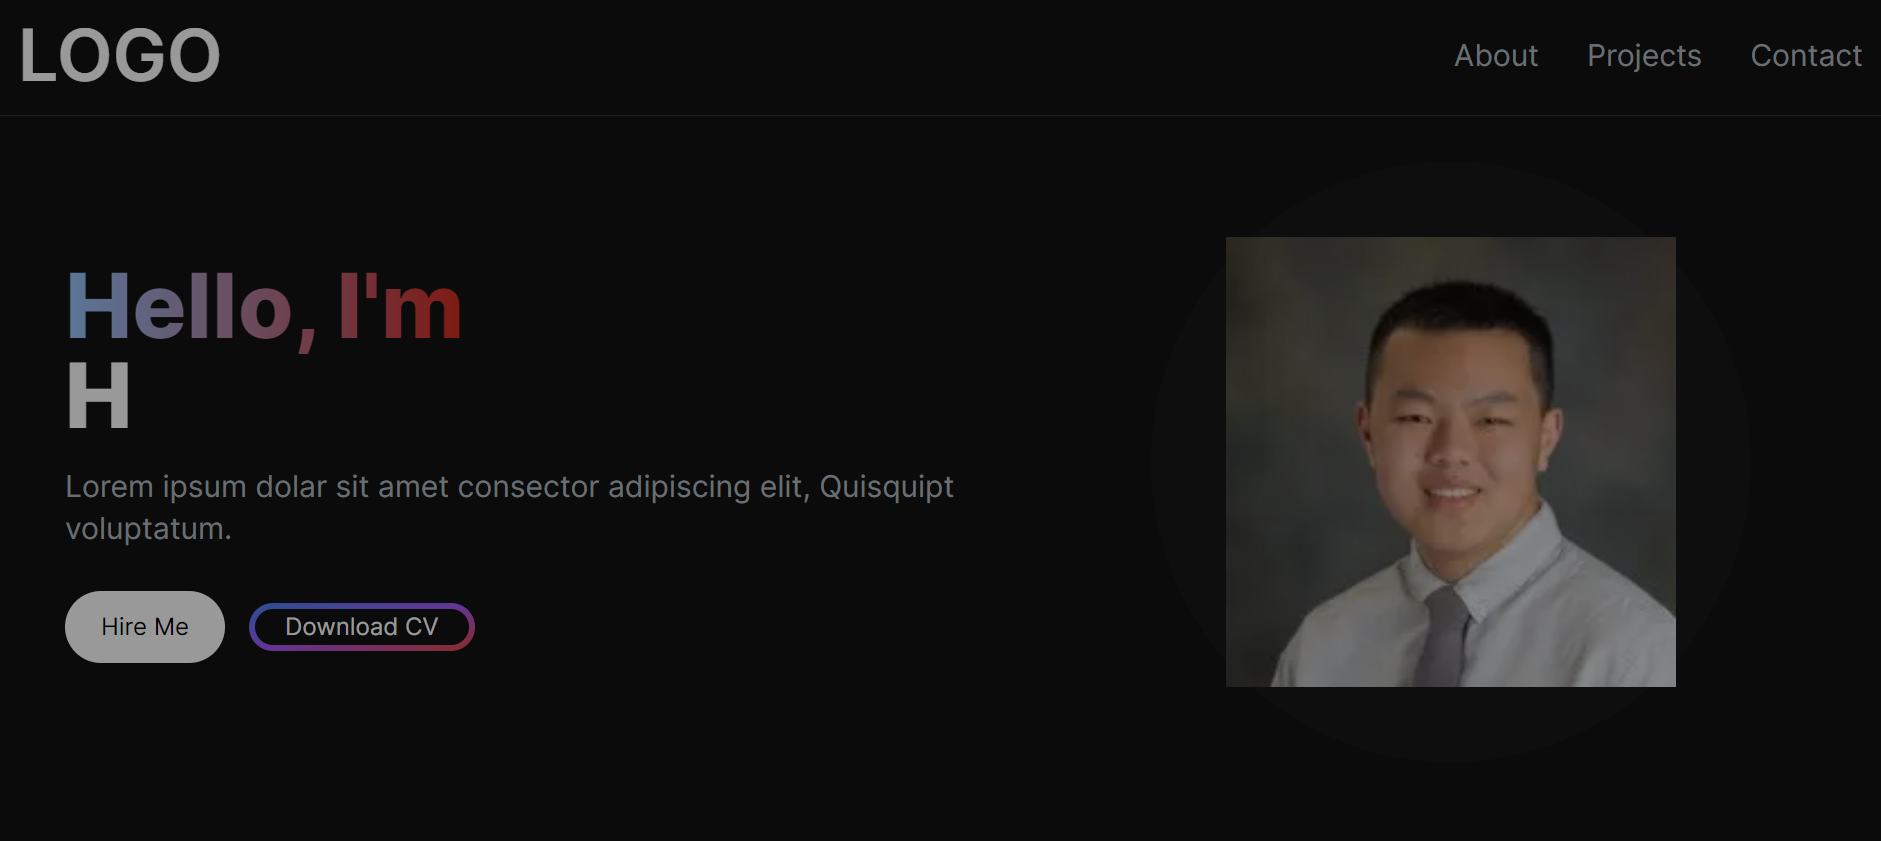 LOGO
About Projects Contact
Hello, I'm
H
Lorem ipsum dolar sit amet consector adipiscing elit, Quisquipt
voluptatum.
Hire Me
Download CV